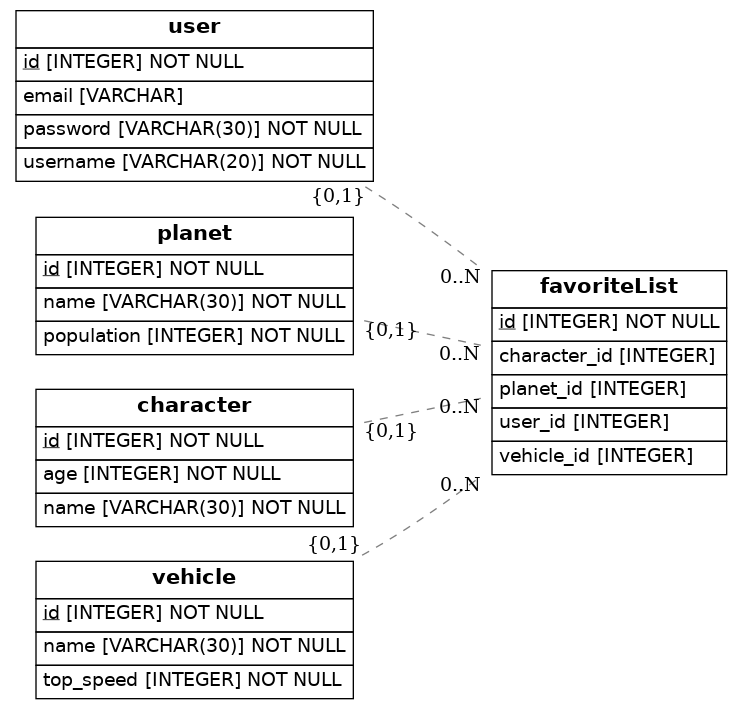 user
id [INTEGER] NOT NULL
email [VARCHAR]
password [VARCHAR(30)] NOT NULL
username [VARCHAR(20)] NOT NULL
{0,1}
0..N
planet
id [INTEGER] NOT NULL
name [VARCHAR(30)] NOT NULL
population [INTEGER] NOT NULL
{0,1}
0..N
character
id [INTEGER] NOT NULL
age [INTEGER] NOT NULL
name [VARCHAR(30)] NOT NULL
{0,1}
0..N
vehicle
id [INTEGER] NOT NULL
name [VARCHAR(30)] NOT NULL
top_speed [INTEGER] NOT NULL
{0,1}
0..N
favoriteList
id [INTEGER] NOT NULL
character_id [INTEGER]
planet_id [INTEGER]
user_id [INTEGER]
vehicle_id [INTEGER]